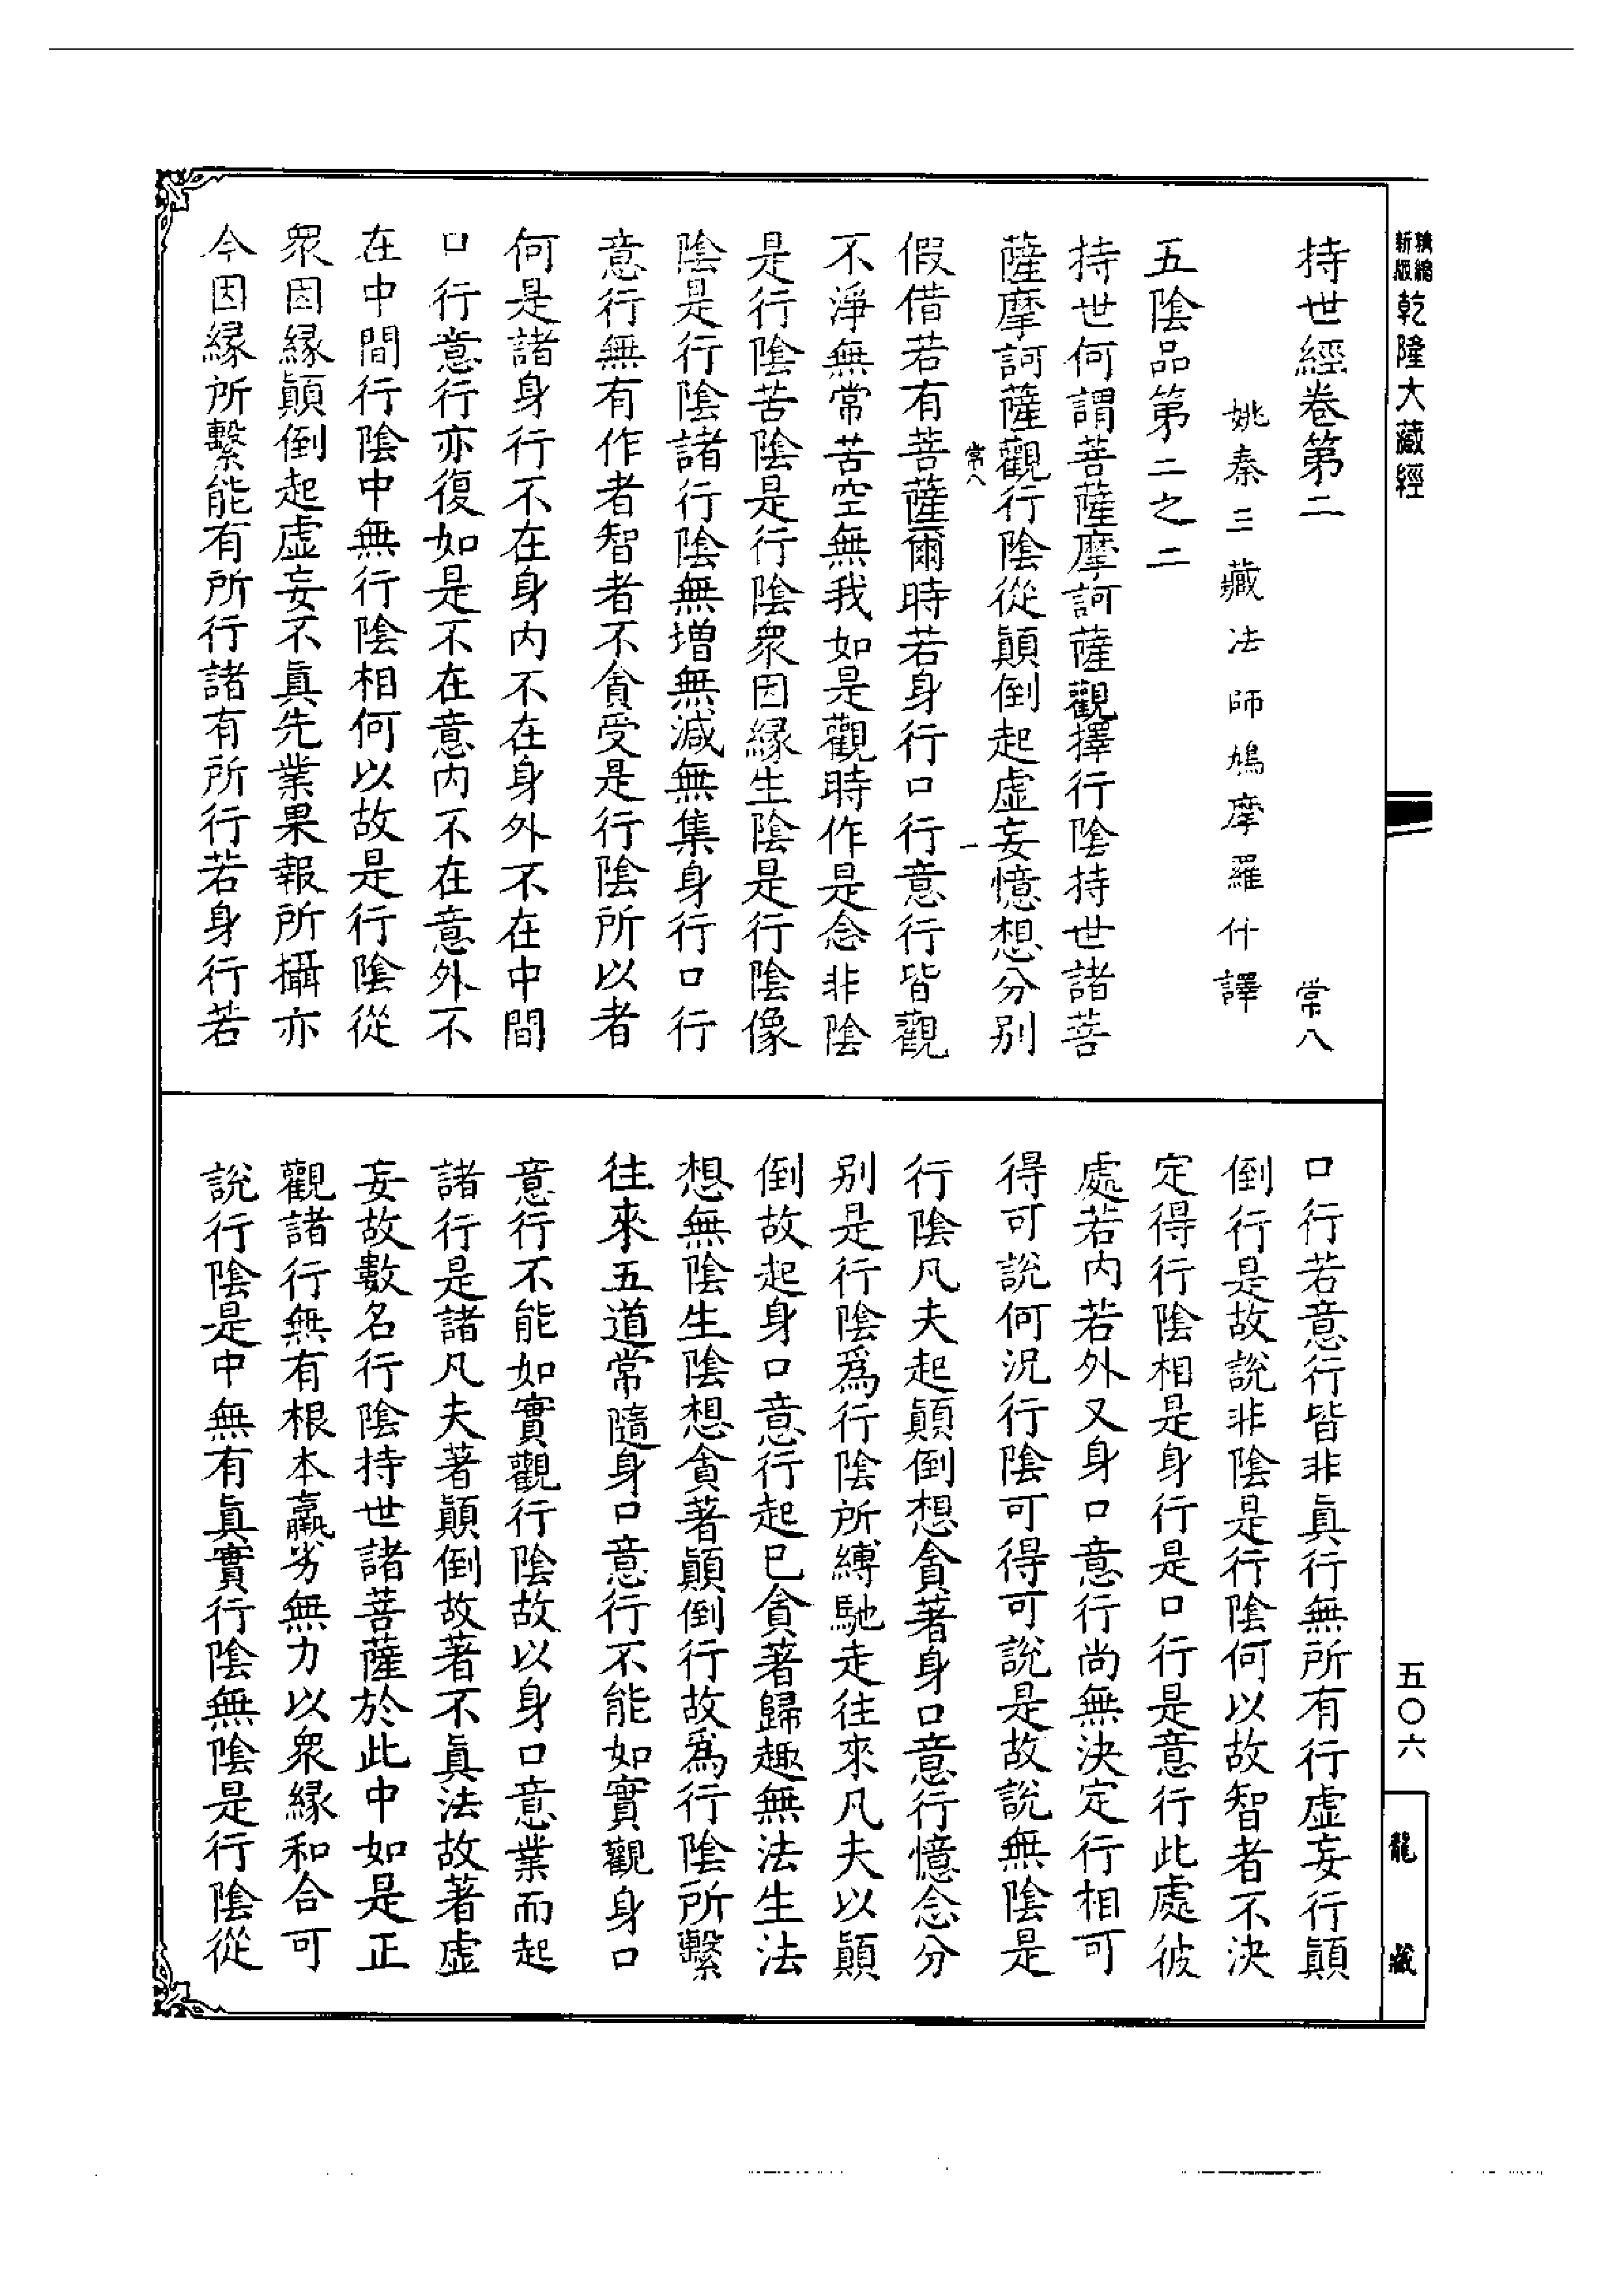 新編
新版
乾隆大藏經
持世經卷第二 常八
姚秦三藏法師鳩摩羅什譯
五陰品第二之二
持世何謂菩薩摩訶薩觀擇行陰持世諸菩
薩摩訶薩觀行陰從顛倒起虛妄憶想分別
常八 一
假借若有菩薩爾時若身行口行意行皆觀
不淨無常苦空無我如是觀時作是念非陰
是行陰苦陰是行陰衆因緣生陰是行陰像
陰是行陰諸行陰無增無減無集身行口行
意行無有作者智者不貪受是行陰所以者
何是諸身行不在身內不在身外不在中間
口行意行亦復如是不在意內不在意外不
在中間行陰中無行陰相何以故是行陰從
衆因緣顛倒起虛妄不眞先業果報所攝亦
今因緣所繫能有所行諸有所行若身行若
口行若意行皆非眞行無所有行虛妄行顛
倒行是故說非陰是行陰何以故智者不決
定得行陰相是身行是口行是意行此處彼
處若內若外又身口意行尚無決定行相可
得可說何況行陰可得可說是故說無陰是
行陰凡夫起顛倒想貪著身口意行憶念分
別是行陰爲行陰所縛馳走往來凡夫以顛
倒故起身口意行起已貪著歸趣無法生法
想無陰生陰想貪著顛倒行故爲行陰所繫
往來五道常隨身口意行不能如實觀身口
意行不能如實觀行陰故以身口意業而起
諸行是諸凡夫著顛倒故著不眞法故著虛
妄故數名行陰持世諸菩薩於此中如是正
觀諸行無有根本羸劣無力以衆緣和合可
說行陰是中無有眞實行陰無陰是行陰從
五〇六
龍藏